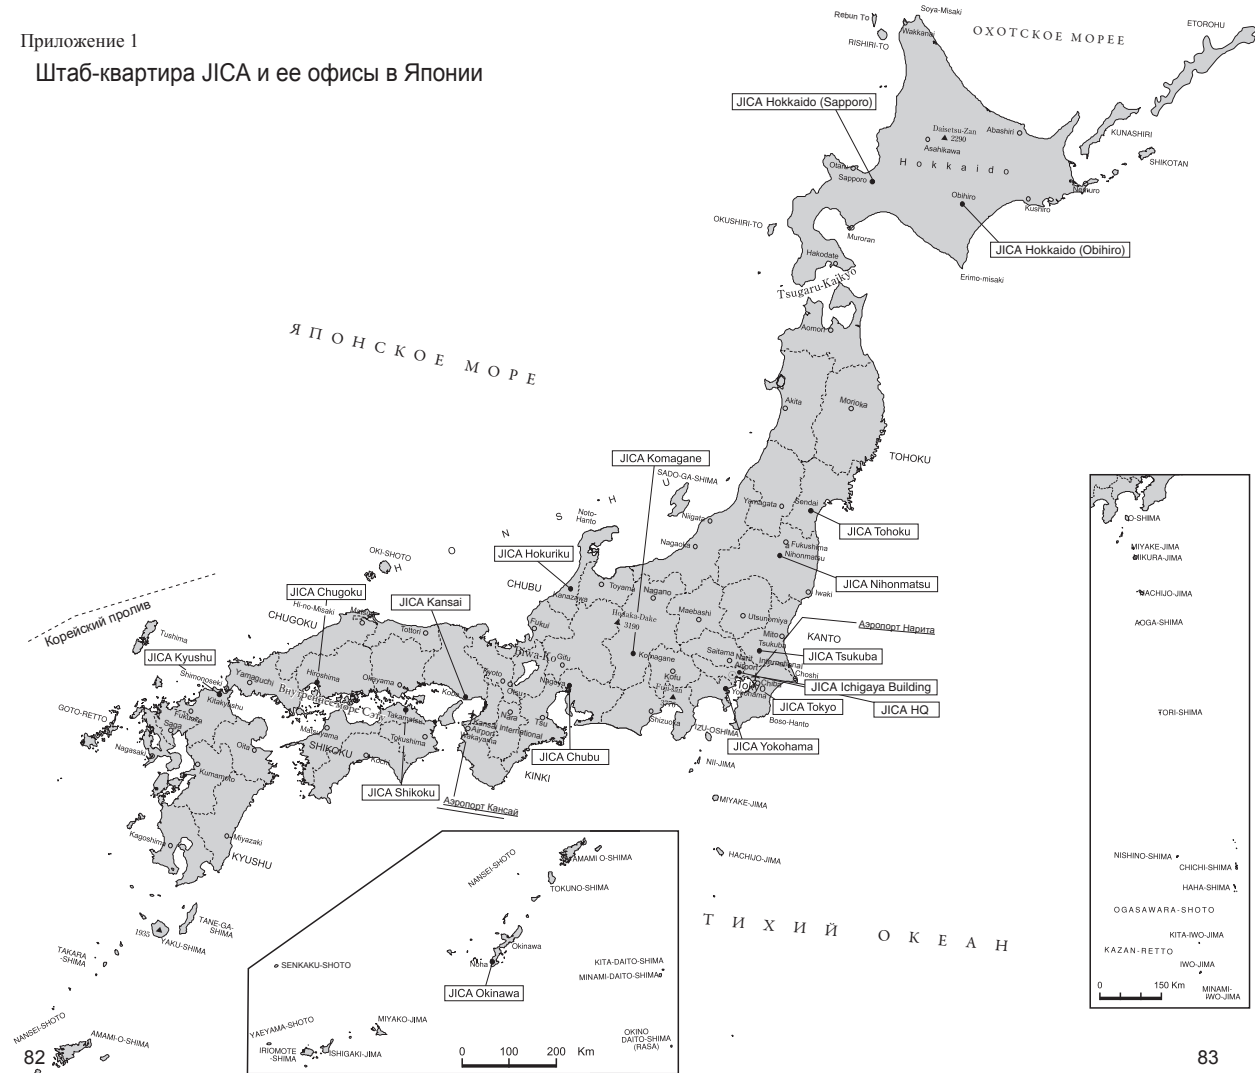 Приложение 1
Штаб-квартира JICA и ее офисы в Японии
Soya-Misaki
Rebun To
Wakkanai
RISHIRI-TO
ОХОТСКОЕ МОРЕЕ
ETOROHU
JICA Hokkaido (Sapporo)
Daisetsu-Zan
2290
Abashiri
Asahikawa
KUNASHIRI
SHIKOTAN
Hokkaido
Otaru
Sapporo
Obihiro
Nemuro
Kushiro
OKUSHIRI-TO
Muroran
JICA Hokkaido (Obihiro)
Hakodate
Erimo-misaki
Tsugaru-Kaikyo
Aomori
ЯПОНСКОЕ МОРЕ
Akita
Morioka
TOHOKU
JICA Komagane
SADO-GA-SHIMA
HONSHU
Noto-
Hanto
Yamagata
Sendai
Niigata
JICA Tohoku
Nagaoka
Fukushima
Nihonmatsu
OKI-SHOTO
JICA Hokuriku
JICA Nihonmatsu
CHUBU
Toyama
Nagano
Kanazawa
Iwaki
JICA Chugoku
JICA Kansai
Hi-no-Misaki
CHUGOKU
Matsue
Hotaka-Dake
3190
Maebashi
Utsunomiya
Корейский пролив
Tushima
Tottori
Fukui
Аэропорт Нарита
Mito
KANTO
Tsukuba
JICA Tsukuba
JICA Kyushu
Shimonoseki
Biwa-Ko
Gifu
Komagane
Saitama
Narita
International
Airport
Choshi
Yamaguchi
Hiroshima
Okayama
Kobe
Kyoto
Otsu
Nagoya
Kofu
Fuji-san
3776
Tokyo
Chiba
Yokohama
JICA Ichigaya Building
JICA Tokyo
JICA HQ
Внутреннее море Сэто
Kitakyushu
GOTO-RETTO
Fukuoka
Saga
Takamatsu
Nara
Tsu
Kansai International
Airport
Wakayama
Shizuoka
IZU-OSHIMA
Boso-Hanto
Matsuyama
Tokushima
Nagasaki
Oita
SHIKOKU
Kochi
JICA Yokohama
JICA Chubu
NII-JIMA
Kumamoto
KINKI
JICA Shikoku
Аэропорт Кансай
MIYAKE-JIMA
Kagoshima
Miyazaki
KYUSHU
HACHIJO-JIMA
TANE-GA-
SHIMA
1935
YAKU-SHIMA
TAKARA
-SHIMA
NANSEI-SHOTO
AMAMI-O-SHIMA
ТИХИЙ ОКЕАН
NANSEI-SHOTO
AMAMI O-SHIMA
TOKUNO-SHIMA
Okinawa
Noha
SENKAKU-SHOTO
KITA-DAITO-SHIMA
MINAMI-DAITO-SHIMA
JICA Okinawa
YAEYAMA-SHOTO
MIYAKO-JIMA
IRIOMOTE
-SHIMA
ISHIGAKI-JIMA
OKINO
DAITO-SHIMA
(RASA)
0 100 200 Km
O-SHIMA
MIYAKE-JIMA
MIKURA-JIMA
HACHIJO-JIMA
AOGA-SHIMA
TORI-SHIMA
NISHINO-SHIMA
CHICHI-SHIMA
HAHA-SHIMA
OGASAWARA-SHOTO
KITA-IWO-JIMA
KAZAN-RETTO
IWO-JIMA
0 150 Km
MINAMI-
IWO-JIMA
82
83